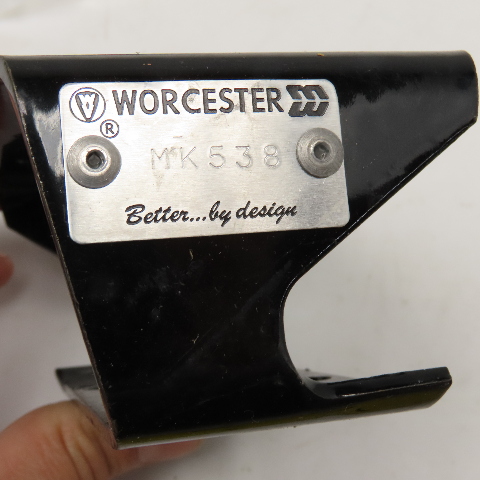 W WORCESTER
®
MK538
Better...by design